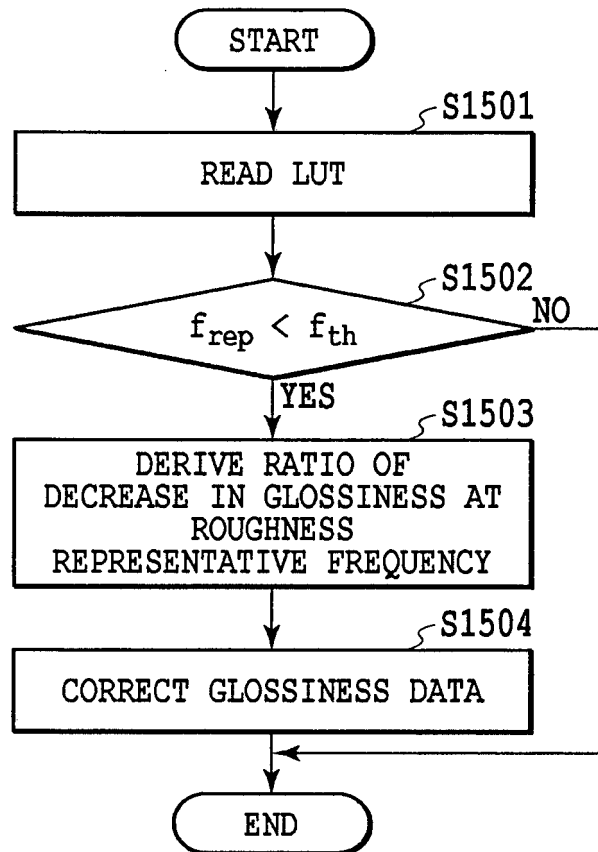 START
S1501
READ LUT
S1502
f_rep < f_th
NO
YES
S1503
DERIVE RATIO OF
DECREASE IN GLOSSINESS AT
ROUGHNESS
REPRESENTATIVE FREQUENCY
S1504
CORRECT GLOSSINESS DATA
END